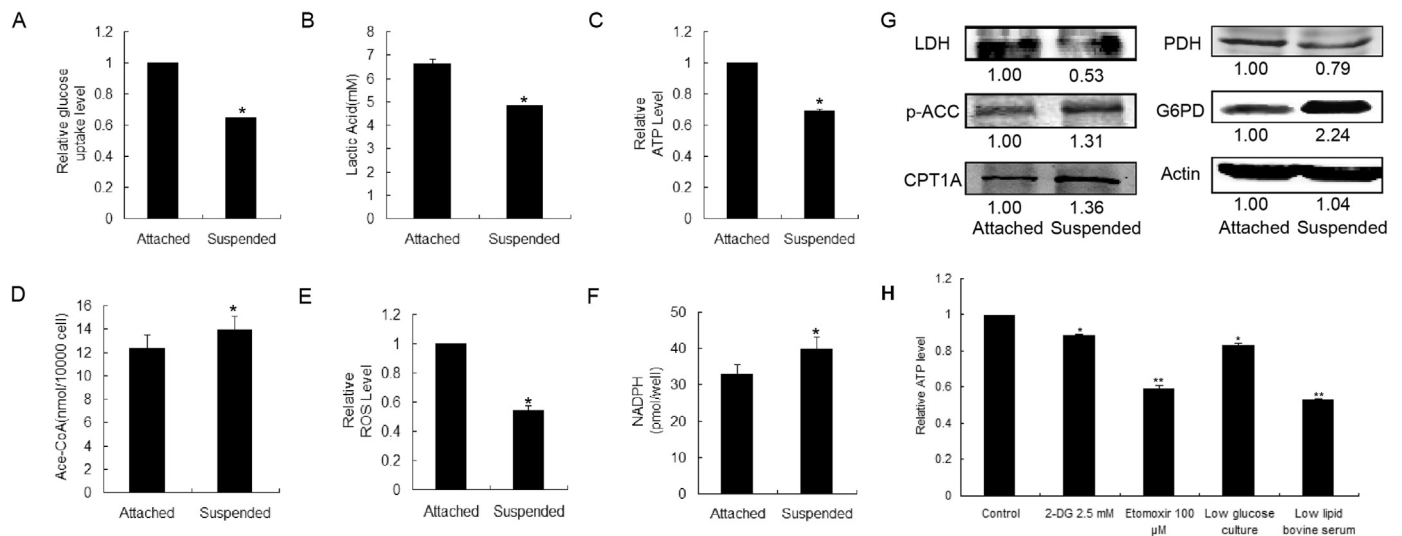 A
Relative glucose
uptake level
1.2
1
0.8
0.6
0.4
0.2
0
*
Attached Suspended
B
Lactic Acid(mM)
8
7
6
5
4
3
2
1
0
*
Attached Suspended
C
Relative
ATP Level
1.2
1
0.8
0.6
0.4
0.2
0
*
Attached Suspended
G
LDH
1.00 0.53
p-ACC
1.00 1.31
CPT1A
1.00 1.36
Attached Suspended
PDH
1.00 0.79
G6PD
1.00 2.24
Actin
1.00 1.04
Attached Suspended
D
Ace-CoA(nmol/10000 cell)
16
14
12
10
8
6
4
2
0
*
Attached Suspended
E
Relative
ROS Level
1.2
1
0.8
0.6
0.4
0.2
0
*
Attached Suspended
F
NADPH
(pmol/well)
50
40
30
20
10
0
*
Attached Suspended
H
Relative ATP level
1.2
1
0.8
0.6
0.4
0.2
0
*
**
*
**
Control
2-DG 2.5 mM
Etomoxir 100
μM
Low glucose
culture
Low lipid
bovine serum